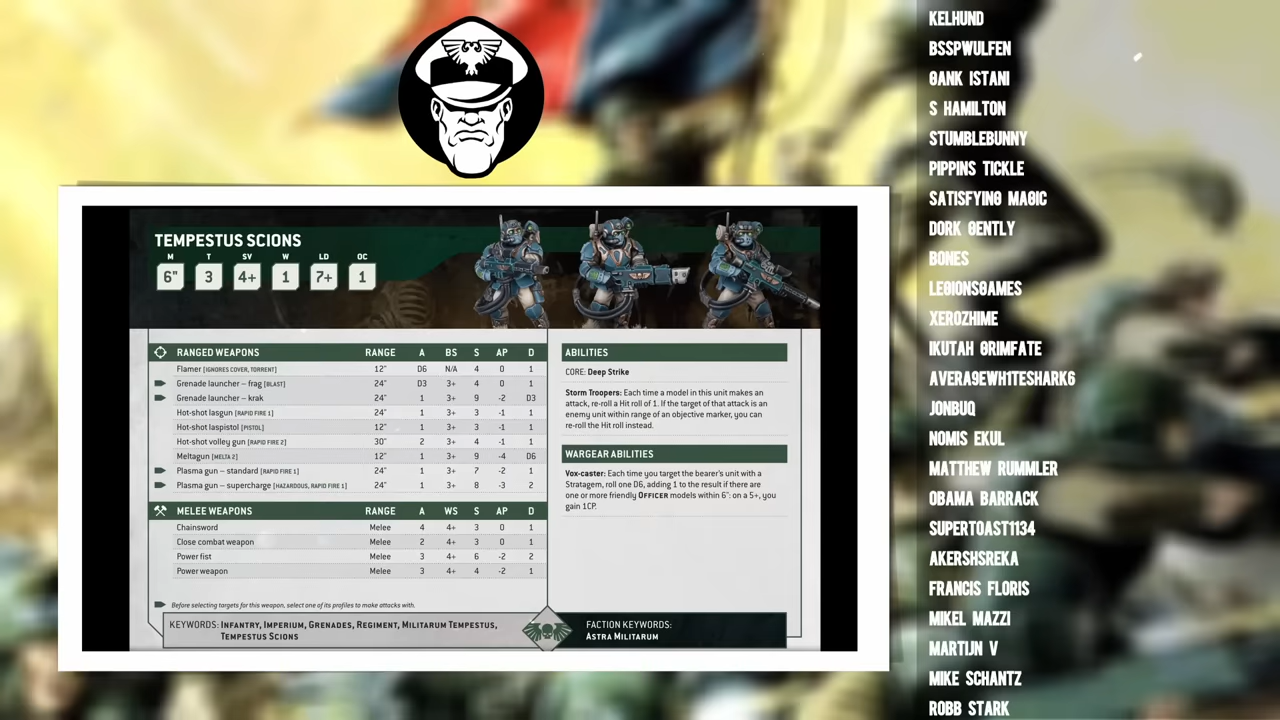 TEMPESTUS SCIONS
M T SV W LD OC
6" 3 4+ 1 7+ 1
RANGED WEAPONS RANGE A BS S AP D
Flamer [IGNORES COVER, TORRENT] 12" D6 N/A 4 0 1
Grenade launcher – frag [BLAST] 24" D3 3+ 4 0 1
Grenade launcher – krak 24" 1 3+ 9 -2 D3
Hot-shot lasgun [RAPID FIRE 1] 24" 1 3+ 3 -1 1
Hot-shot laspistol [PISTOL] 12" 1 3+ 3 -1 1
Hot-shot volley gun [RAPID FIRE 2] 30" 2 3+ 4 -1 1
Meltagun [MELTA 2] 12" 1 3+ 9 -4 D6
Plasma gun – standard [RAPID FIRE 1] 24" 1 3+ 7 -2 1
Plasma gun – supercharge [HAZARDOUS, RAPID FIRE 1] 24" 1 3+ 8 -3 2
MELEE WEAPONS RANGE A WS S AP D
Chainsword Melee 4 4+ 3 0 1
Close combat weapon Melee 2 4+ 3 0 1
Power fist Melee 3 4+ 6 -2 2
Power weapon Melee 3 4+ 4 -2 1
Before selecting targets for this weapon, select one of its profiles to make attacks with.
KEYWORDS: INFANTRY, IMPERIUM, GRENADES, REGIMENT, MILITARUM TEMPESTUS,
TEMPESTUS SCIONS
ABILITIES
CORE: Deep Strike
Storm Troopers: Each time a model in this unit makes an
attack, re-roll a Hit roll of 1. If the target of that attack is an
enemy unit within range of an objective marker, you can
re-roll the Hit roll instead.
WARGEAR ABILITIES
Vox-caster: Each time you target the bearer's unit with a
Stratagem, roll one D6, adding 1 to the result if there are
one or more friendly OFFICER models within 6": on a 5+, you
gain 1CP.
FACTION KEYWORDS:
ASTRA MILITARUM
KELHUND
BSSPWULFEN
GANK ISTANI
S HAMILTON
STUMBLEBUNNY
PIPPINS TICKLE
SATISFYING MAGIC
DORK GENTLY
BONES
LEGIONSGAMES
XEROZHIME
IKUTAH GRIMFATE
AVERA9EWH1TESHARK6
JONBUQ
NOMIS EKUL
MATTHEW RUMMLER
OBAMA BARRACK
SUPERTOAST1134
AKERSHSREKA
FRANCIS FLORIS
MIKEL MAZZI
MARTIJN V
MIKE SCHANTZ
ROBB STARK